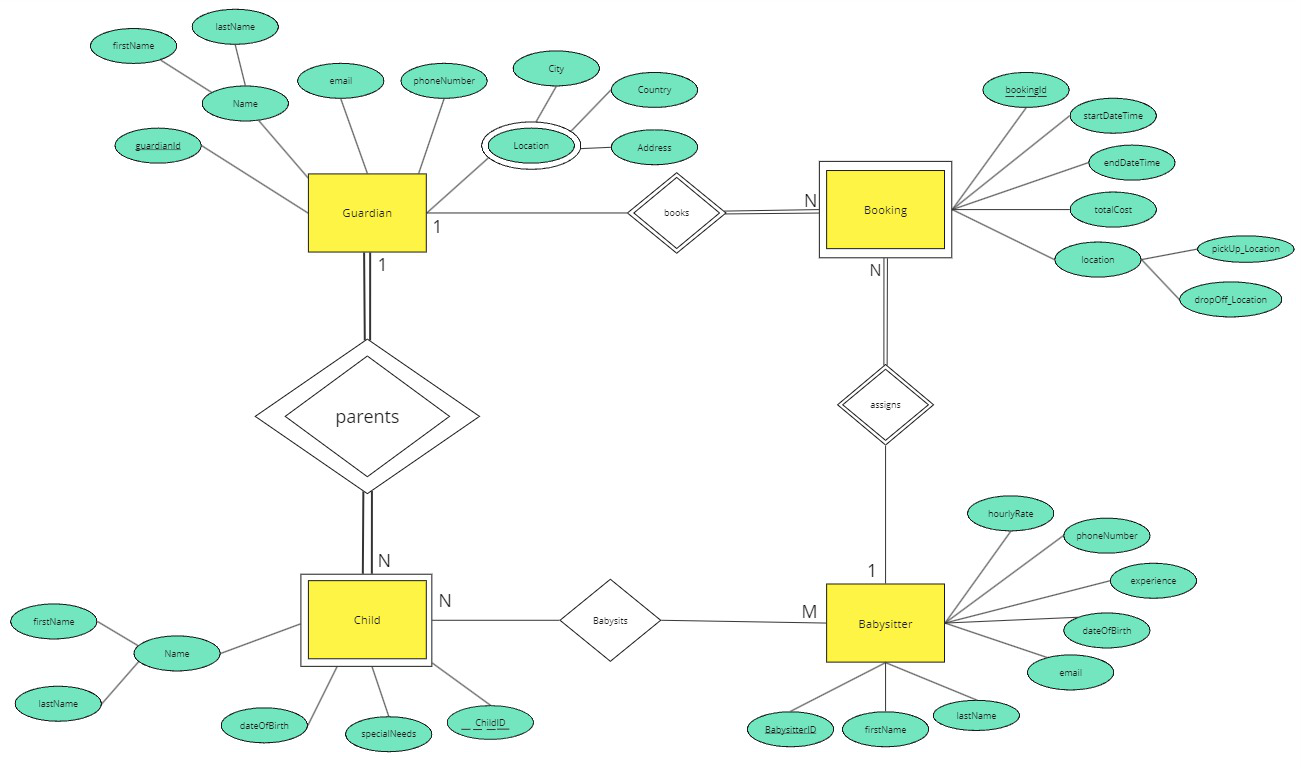 lastName
firstName
City
email
phoneNumber
Country
bookingId
Name
startDateTime
guardianId
Location
Address
endDateTime
Guardian
books
N
Booking
totalCost
1
pickUp_Location
location
1
N
dropOff_Location
parents
assigns
hourlyRate
phoneNumber
N
1
experience
N
M
firstName
Child
Babysits
Babysitter
dateOfBirth
Name
email
lastName
dateOfBirth
specialNeeds
ChildID
BabysitterID
firstName
lastName